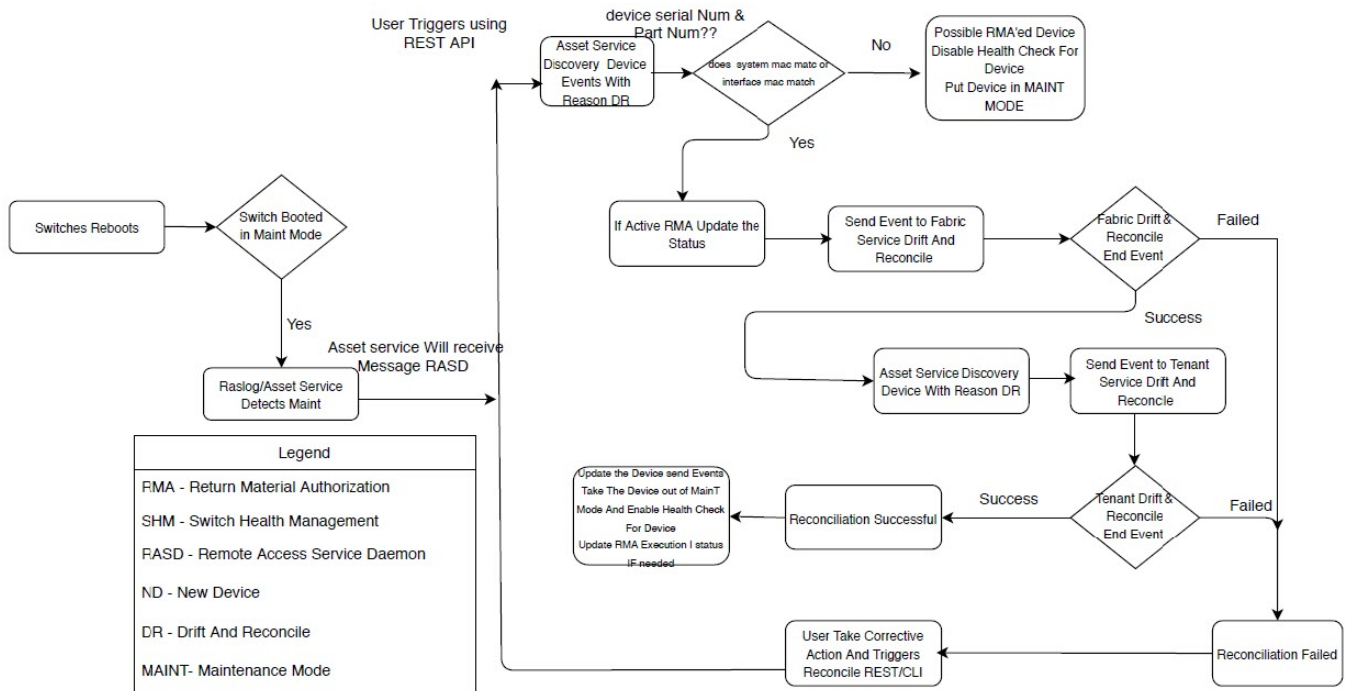 User Triggers using
REST API
device serial Num &
Part Num??
Asset Service
Discovery Device
Events With
Reason DR
does system mac matc or
interface mac match
No
Possible RMA'ed Device
Disable Health Check For
Device
Put Device in MAINT
MODE
Yes
Switches Reboots
Switch Booted
in Maint Mode
If Active RMA Update the
Status
Send Event to Fabric
Service Drift And
Reconcile
Fabric Drift &
Reconcile
End Event
Failed
Yes
Success
Asset service Will receive
Message RASD
Raslog/Asset Service
Detects Maint
Asset Service Discovery
Device With Reason DR
Send Event to Tenant
Service Drift And
Reconcile
Legend
RMA - Return Material Authorization
SHM - Switch Health Management
RASD - Remote Access Service Daemon
ND - New Device
DR - Drift And Reconcile
MAINT- Maintenance Mode
Update the Device send Events
Take The Device out of MainT
Mode And Enable Health Check
For Device
Update RMA Execution I status
IF needed
Reconciliation Successful
Success
Tenant Drift &
Reconcile
End Event
Failed
User Take Corrective
Action And Triggers
Reconcile REST/CLI
Reconciliation Failed